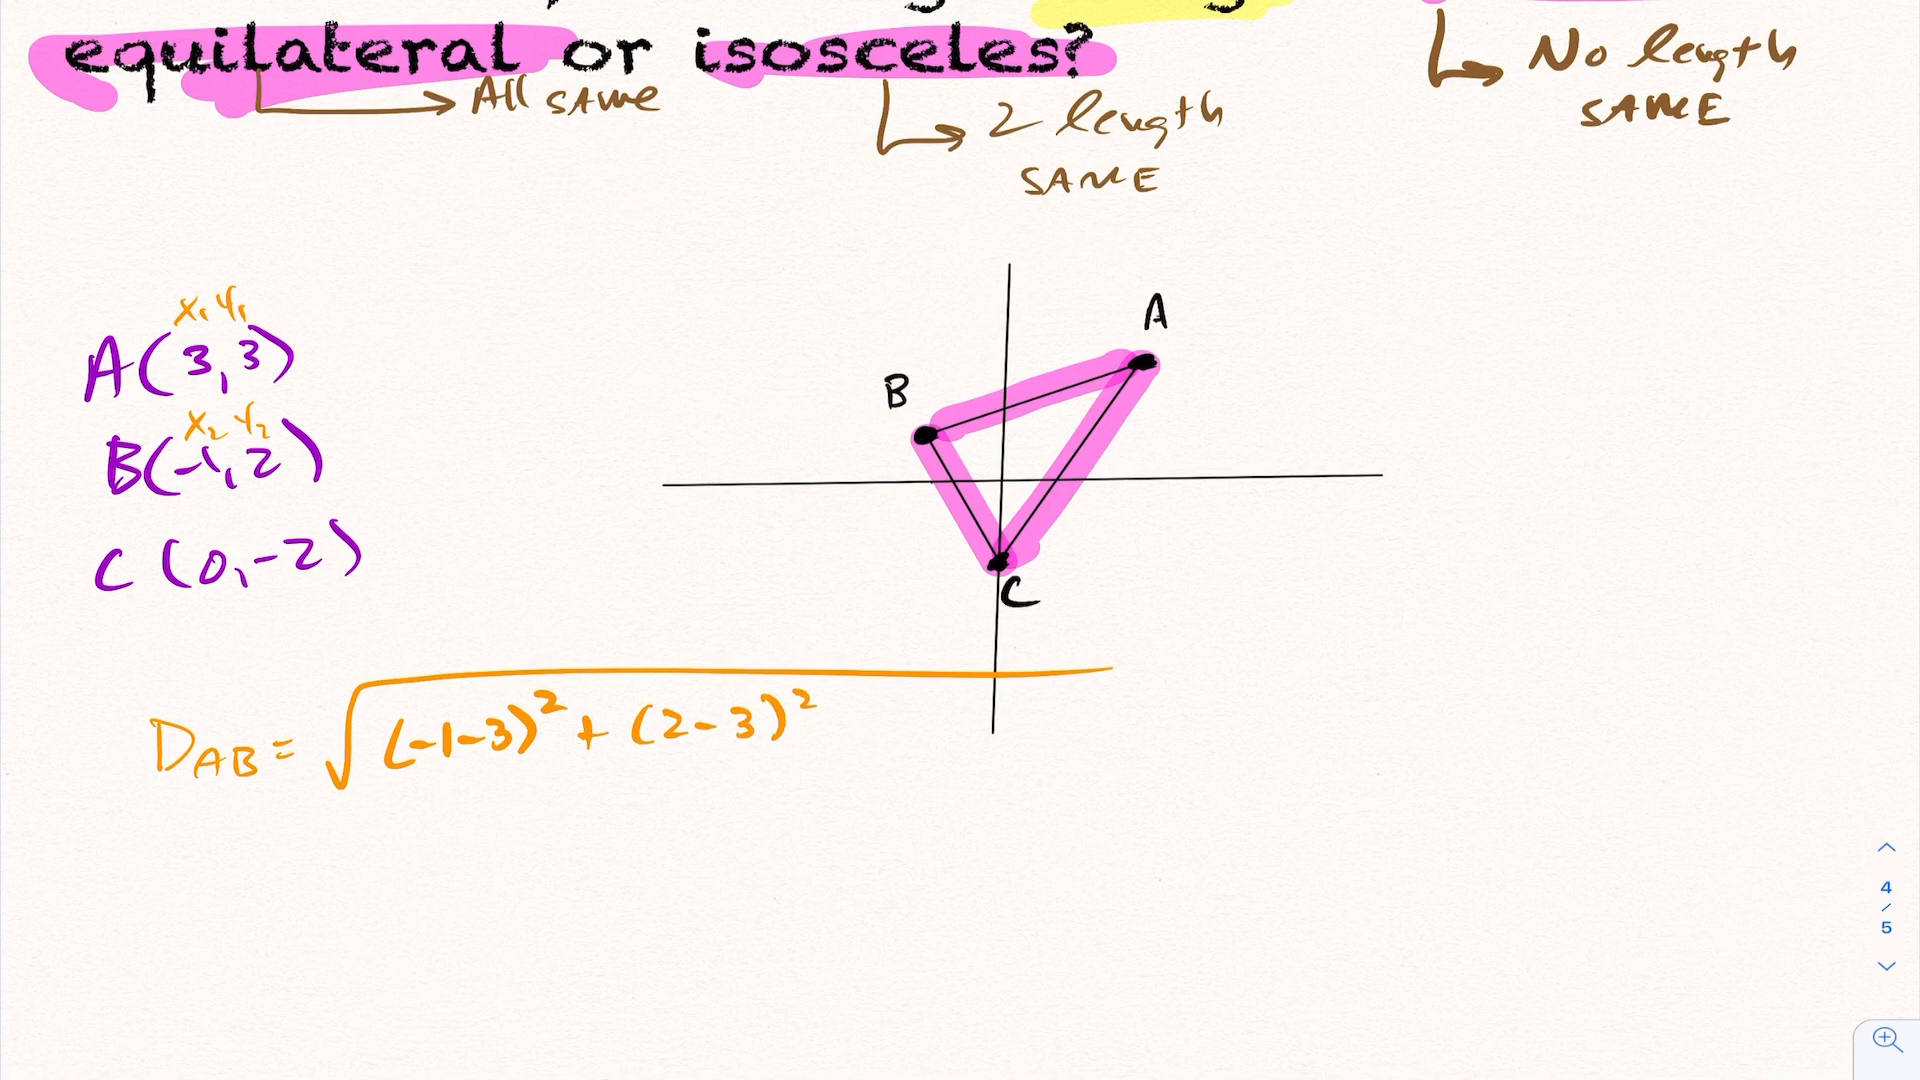 equilateral or isosceles?
All same
2 length
same
No length
same
x₁ y₁
A(3,3)
x₂ y₂
B(-1,2)
C(0,-2)
A
B
C
D_AB = √(-1-3)² + (2-3)²
4
/
5